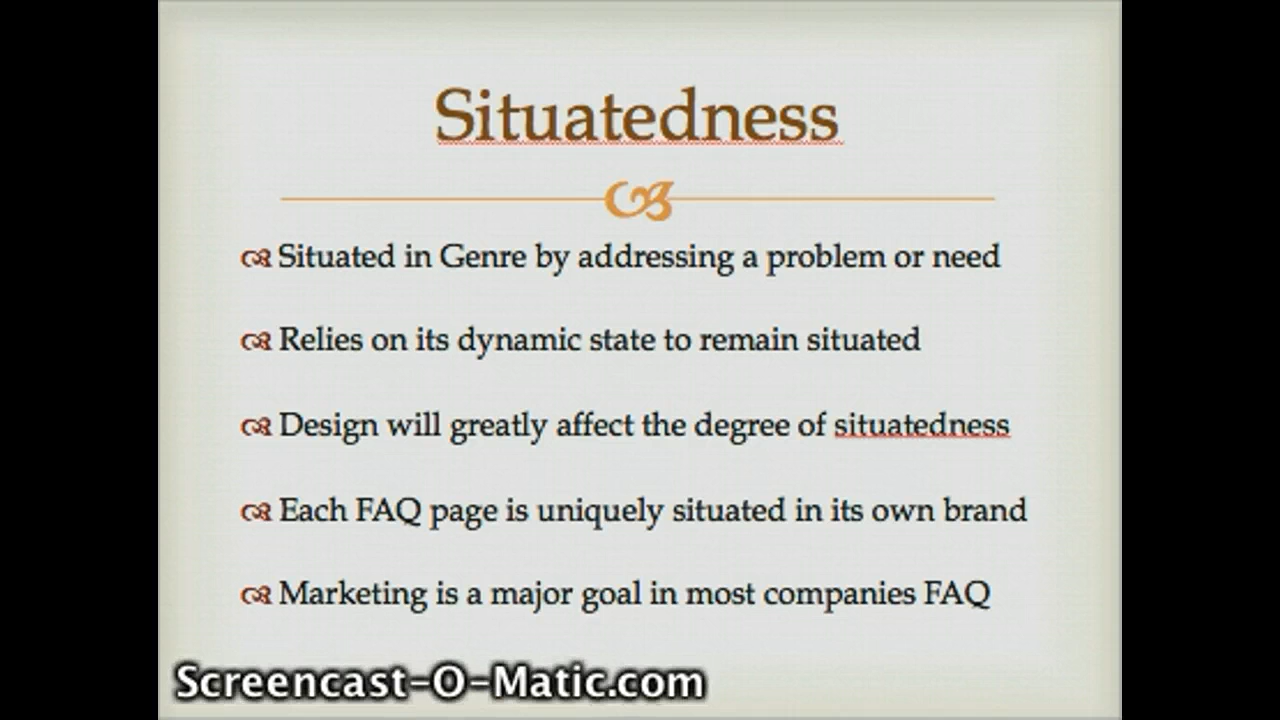 Situatedness
Situated in Genre by addressing a problem or need
Relies on its dynamic state to remain situated
Design will greatly affect the degree of situatedness
Each FAQ page is uniquely situated in its own brand
Marketing is a major goal in most companies FAQ
Screencast-O-Matic.com